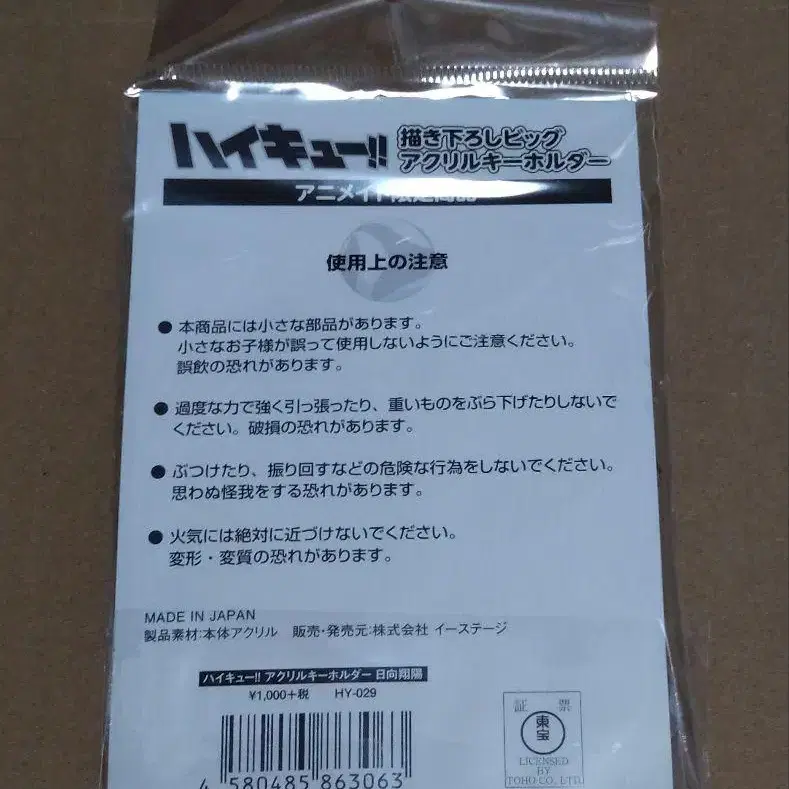 ハイキュー!! 描き下ろしビッグ
アクリルキーホルダー
アニメイト限定商品
使用上の注意
● 本商品には小さな部品があります。
小さなお子様が誤って使用しないようにご注意ください。
誤飲の恐れがあります。
● 過度な力で強く引っ張ったり、重いものをぶら下げたりしないで
ください。破損の恐れがあります。
● ぶつけたり、振り回すなどの危険な行為をしないでください。
思わぬ怪我をする恐れがあります。
● 火気には絶対に近づけないでください。
変形・変質の恐れがあります。
MADE IN JAPAN
製品素材:本体アクリル 販売・発売元:株式会社 イーステージ
ハイキュー!! アクリルキーホルダー 日向翔陽
¥1,000+税 HY-029
4 580485 863063
証 票
東宝
LICENSED
BY
TOHO CO., LTD.